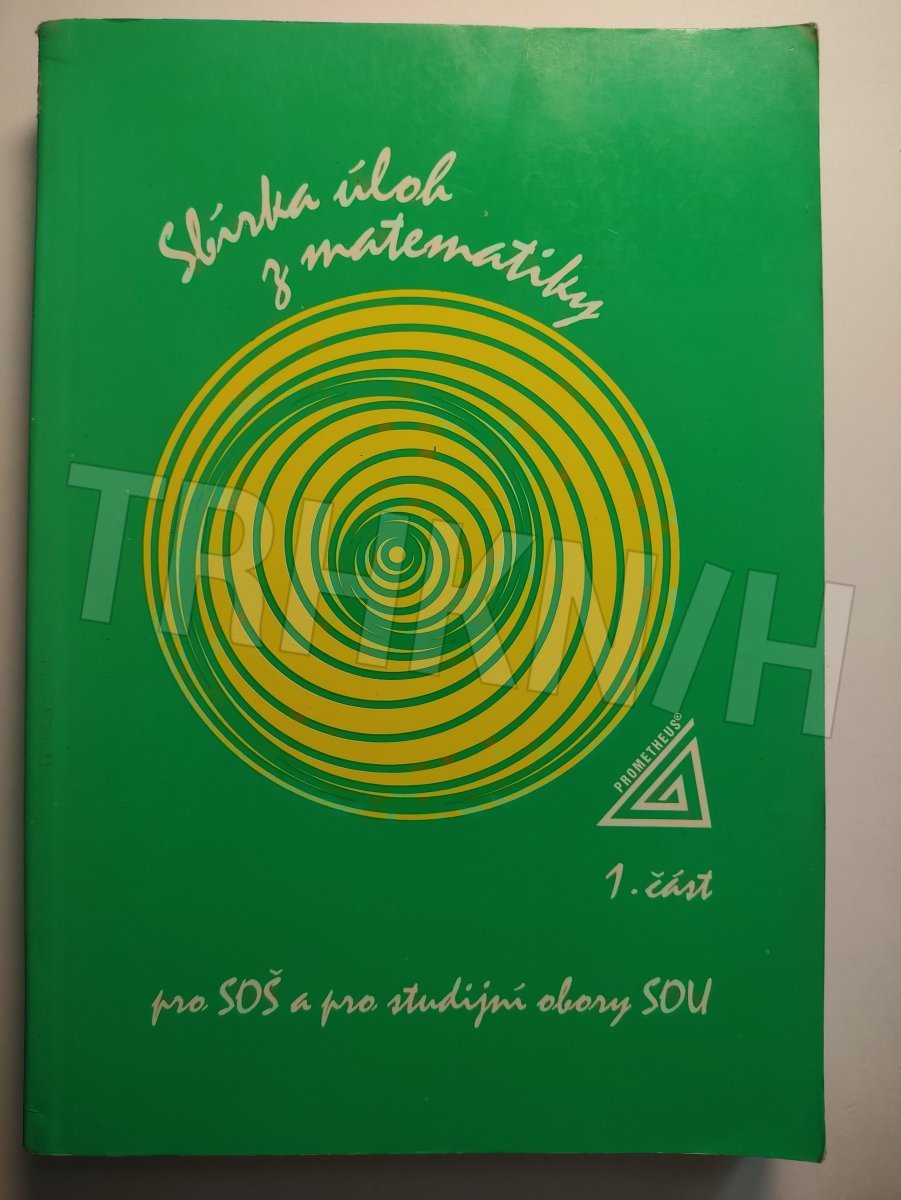 Sbírka úloh
z matematiky
TRHKNIH
PROMETHEUS®
1. část
pro SOŠ a pro studijní obory SOU